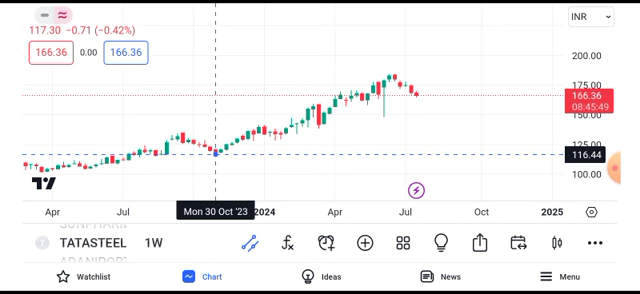 INR
117.30 −0.71 (−0.42%)
166.36 0.00 166.36
200.00
175.00
166.36
08:45:49
150.00
125.00
116.44
100.00
Apr Jul Mon 30 Oct '23 2024 Apr Jul Oct 2025
TATASTEEL 1W
Watchlist Chart Ideas News Menu